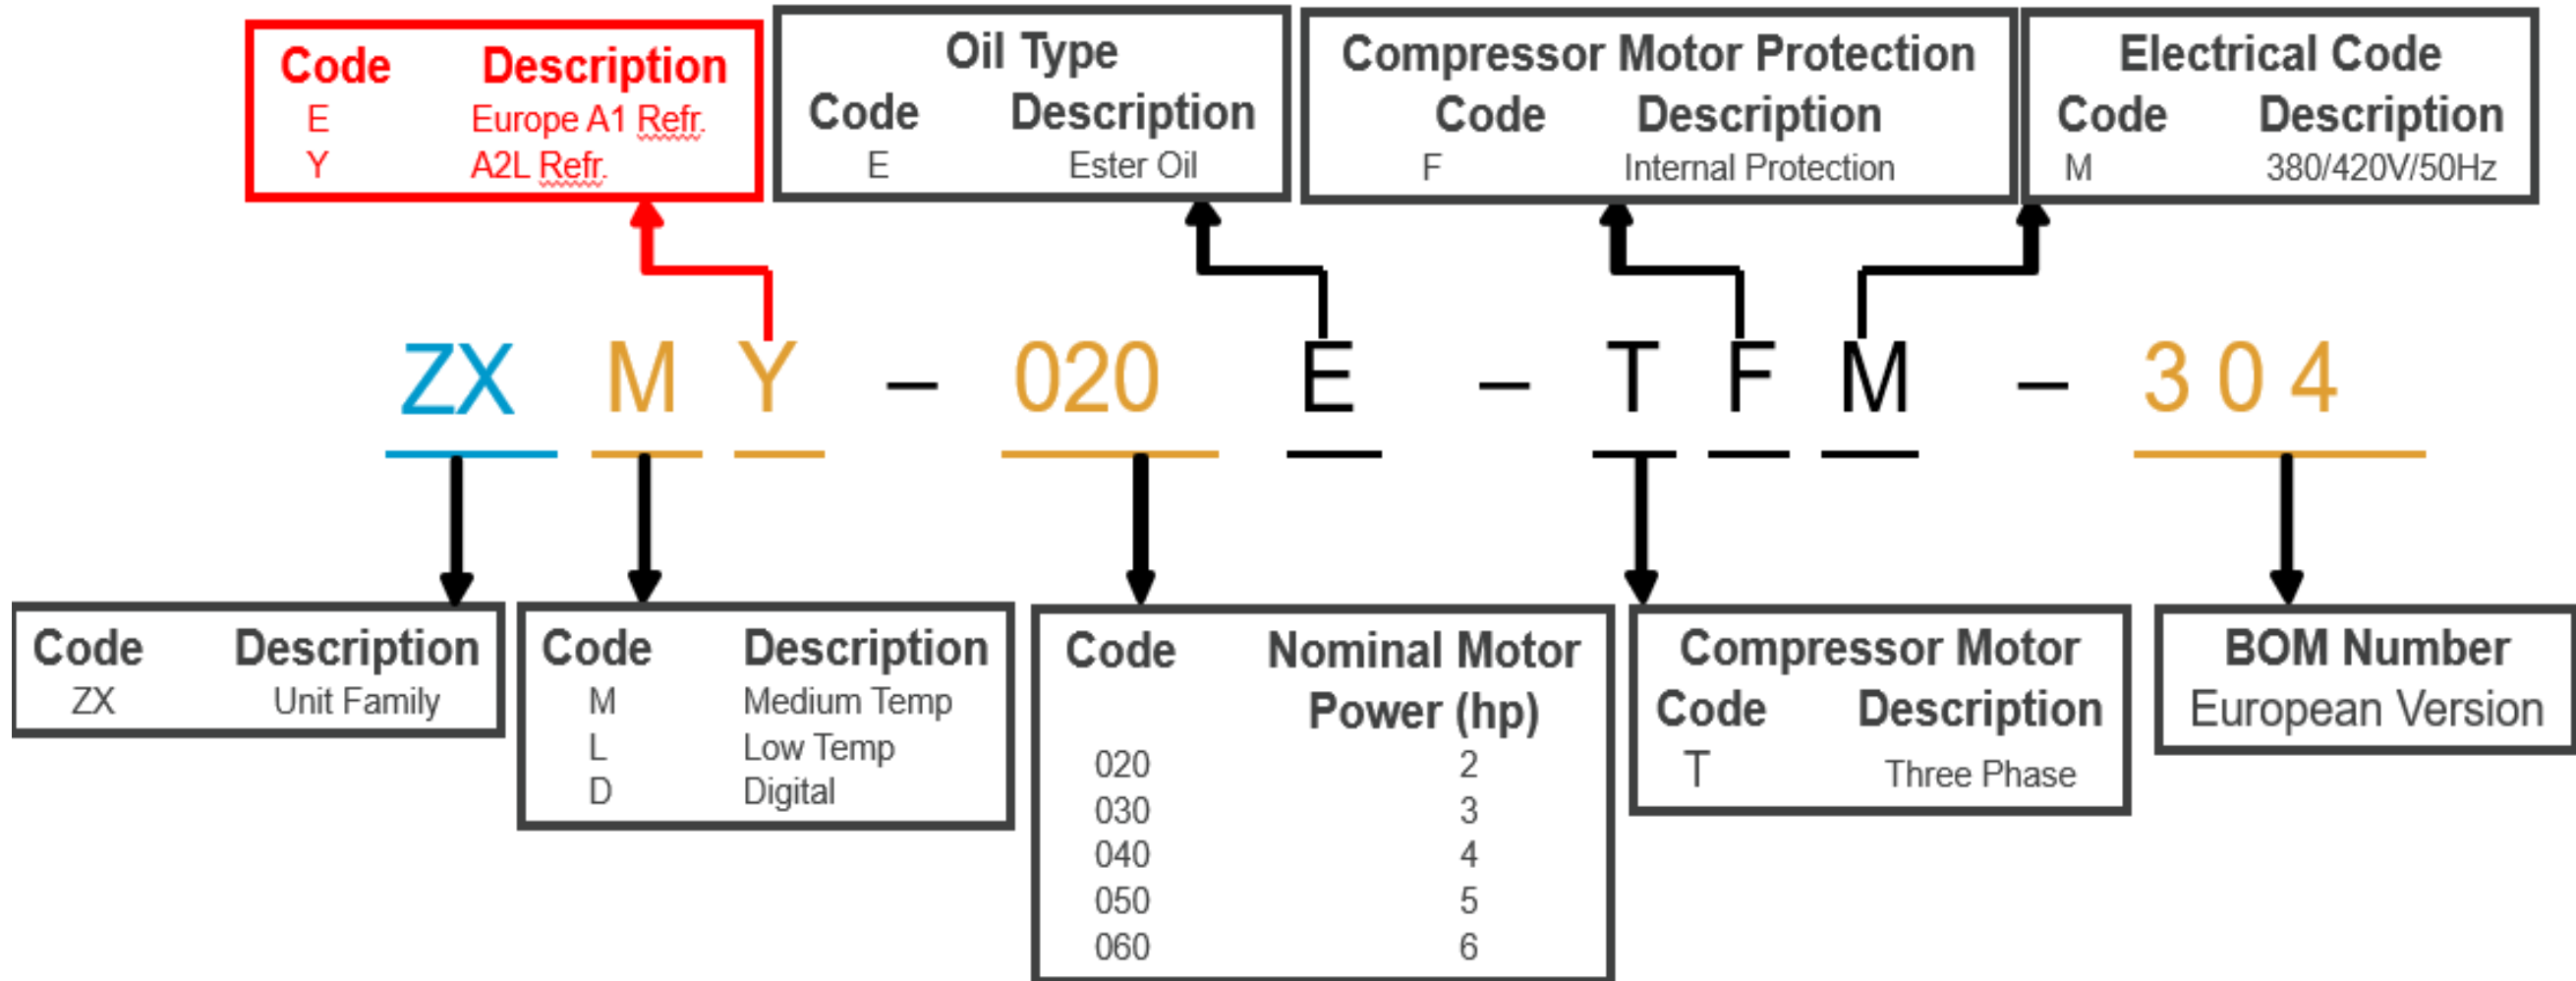 Code Description
E Europe A1 Refr.
Y A2L Refr.
Oil Type
Code Description
E Ester Oil
Compressor Motor Protection
Code Description
F Internal Protection
Electrical Code
Code Description
M 380/420V/50Hz
ZX M Y – 020 E – T F M – 3 0 4
Code Description
ZX Unit Family
Code Description
M Medium Temp
L Low Temp
D Digital
Code Nominal Motor
Power (hp)
020 2
030 3
040 4
050 5
060 6
Compressor Motor
Code Description
T Three Phase
BOM Number
European Version